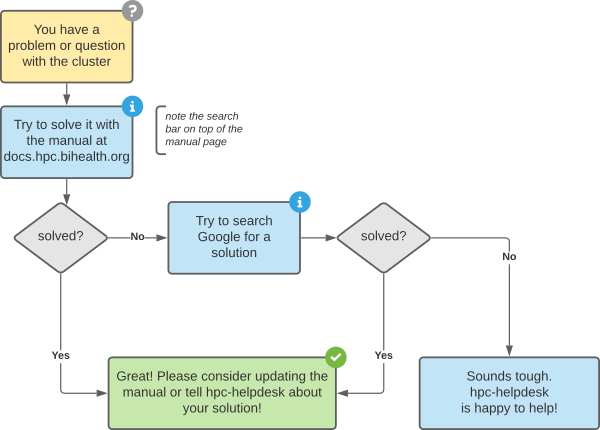 ?
You have a
problem or question
with the cluster
i
Try to solve it with
the manual at
docs.hpc.bihealth.org
note the search
bar on top of the
manual page
solved?
No
i
Try to search
Google for a
solution
solved?
No
Yes
Yes
Great! Please consider updating the
manual or tell hpc-helpdesk about
your solution!
Sounds tough.
hpc-helpdesk
is happy to help!